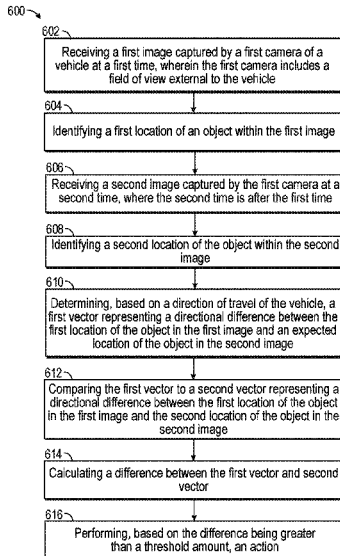 600
602
Receiving a first image captured by a first camera of a
vehicle at a first time, wherein the first camera includes a
field of view external to the vehicle
604
Identifying a first location of an object within the first image
606
Receiving a second image captured by the first camera at a
second time, where the second time is after the first time
608
Identifying a second location of the object within the second
image
610
Determining, based on a direction of travel of the vehicle, a
first vector representing a directional difference between the
first location of the object in the first image and an expected
location of the object in the second image
612
Comparing the first vector to a second vector representing a
directional difference between the first location of the object
in the first image and the second location of the object in the
second image
614
Calculating a difference between the first vector and second
vector
616
Performing, based on the difference being greater
than a threshold amount, an action